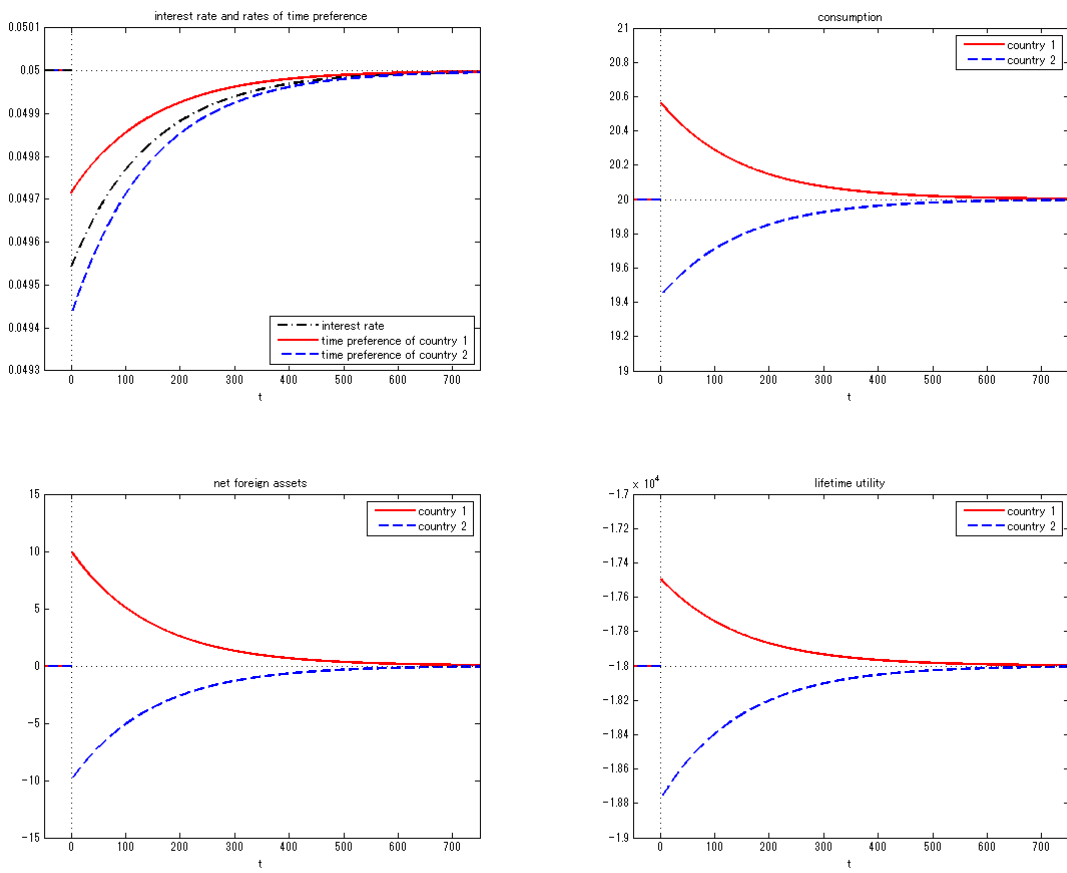 interest rate and rates of time preference
0.0501
0.05
0.0499
0.0498
0.0497
0.0496
0.0495
0.0494
0.0493
interest rate
time preference of country 1
time preference of country 2
0 100 200 300 400 500 600 700
t
consumption
21
20.8
20.6
20.4
20.2
20
19.8
19.6
19.4
19.2
19
country 1
country 2
0 100 200 300 400 500 600 700
t
net foreign assets
15
10
5
0
-5
-10
-15
country 1
country 2
0 100 200 300 400 500 600 700
t
lifetime utility
× 10⁴
-1.7
-1.72
-1.74
-1.76
-1.78
-1.8
-1.82
-1.84
-1.86
-1.88
-1.9
country 1
country 2
0 100 200 300 400 500 600 700
t